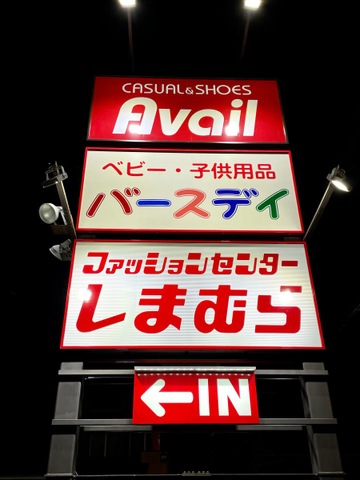 CASUAL&SHOES
Avail
ベビー・子供用品
バースデイ
ファッションセンター
しまむら
←IN